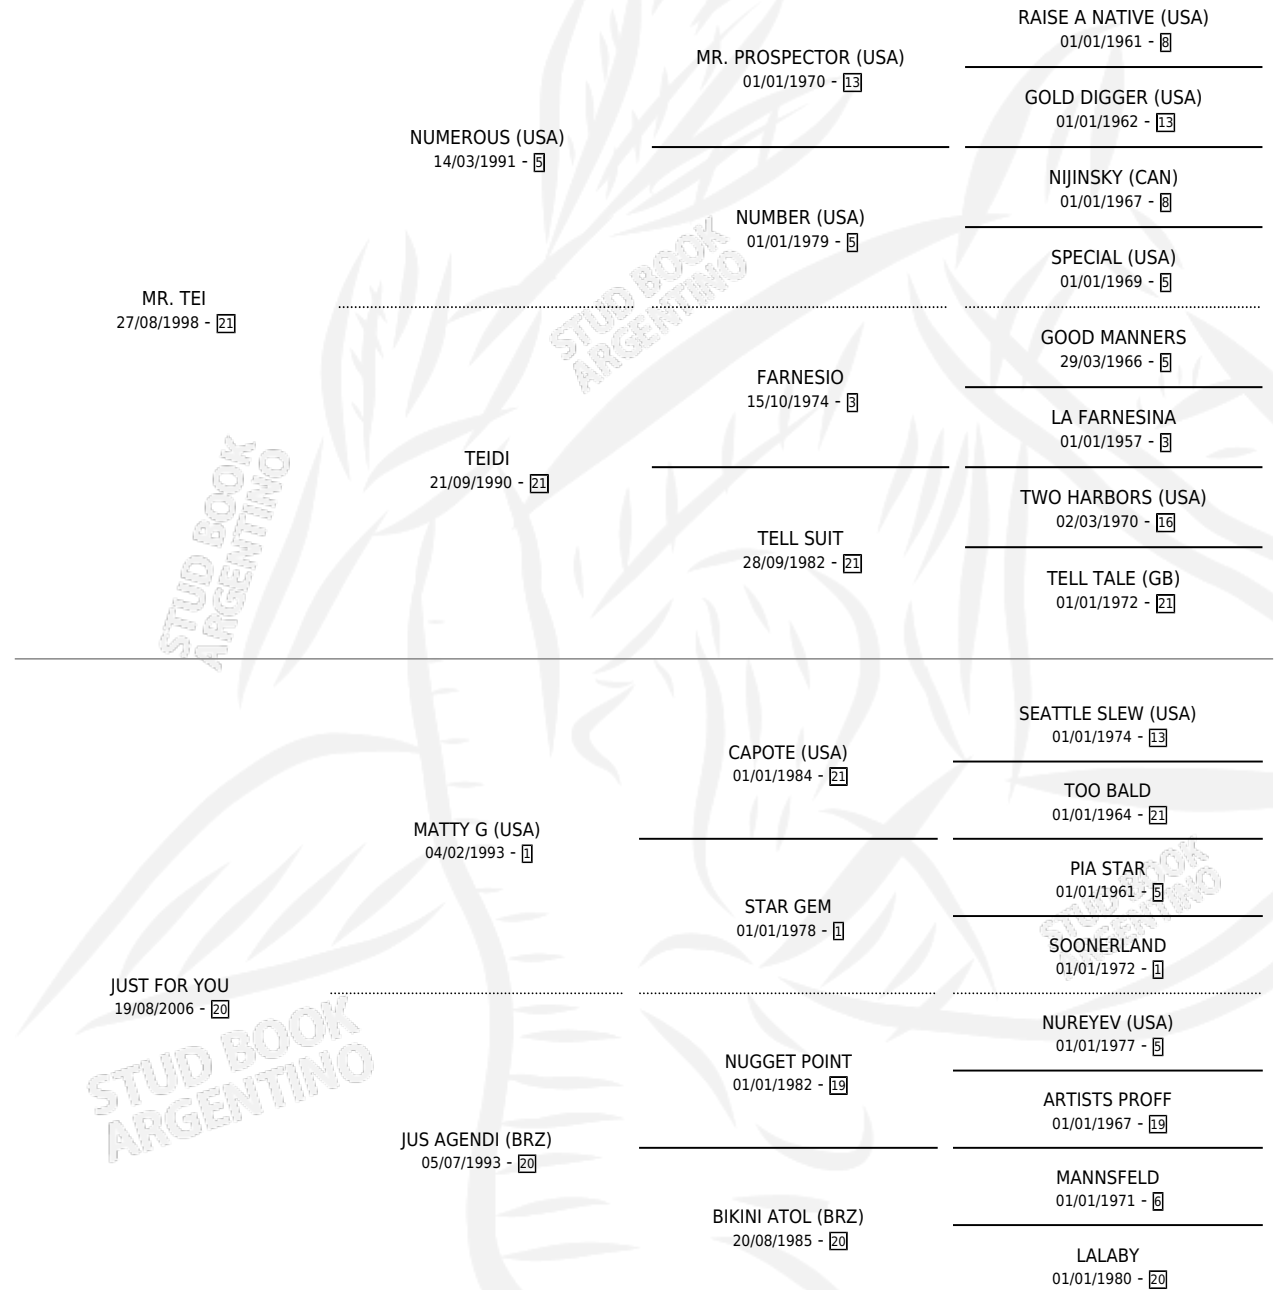 RAISE A NATIVE (USA)
01/01/1961 - 8
MR. PROSPECTOR (USA)
01/01/1970 - 13
GOLD DIGGER (USA)
01/01/1962 - 13
NUMEROUS (USA)
14/03/1991 - 5
NIJINSKY (CAN)
01/01/1967 - 8
NUMBER (USA)
01/01/1979 - 5
SPECIAL (USA)
01/01/1969 - 5
MR. TEI
27/08/1998 - 21
GOOD MANNERS
29/03/1966 - 5
FARNESIO
15/10/1974 - 3
LA FARNESINA
01/01/1957 - 3
TEIDI
21/09/1990 - 21
TWO HARBORS (USA)
02/03/1970 - 16
TELL SUIT
28/09/1982 - 21
TELL TALE (GB)
01/01/1972 - 21
SEATTLE SLEW (USA)
01/01/1974 - 13
CAPOTE (USA)
01/01/1984 - 21
TOO BALD
01/01/1964 - 21
MATTY G (USA)
04/02/1993 - 1
PIA STAR
01/01/1961 - 5
STAR GEM
01/01/1978 - 1
SOONERLAND
01/01/1972 - 1
JUST FOR YOU
19/08/2006 - 20
NUREYEV (USA)
01/01/1977 - 5
NUGGET POINT
01/01/1982 - 19
ARTISTS PROFF
01/01/1967 - 19
JUS AGENDI (BRZ)
05/07/1993 - 20
MANNSFELD
01/01/1971 - 6
BIKINI ATOL (BRZ)
20/08/1985 - 20
LALABY
01/01/1980 - 20
STUD BOOK
ARGENTINO
STUD BOOK
ARGENTINO
STUD BOOK
ARGENTINO
STUD BOOK
ARGENTINO